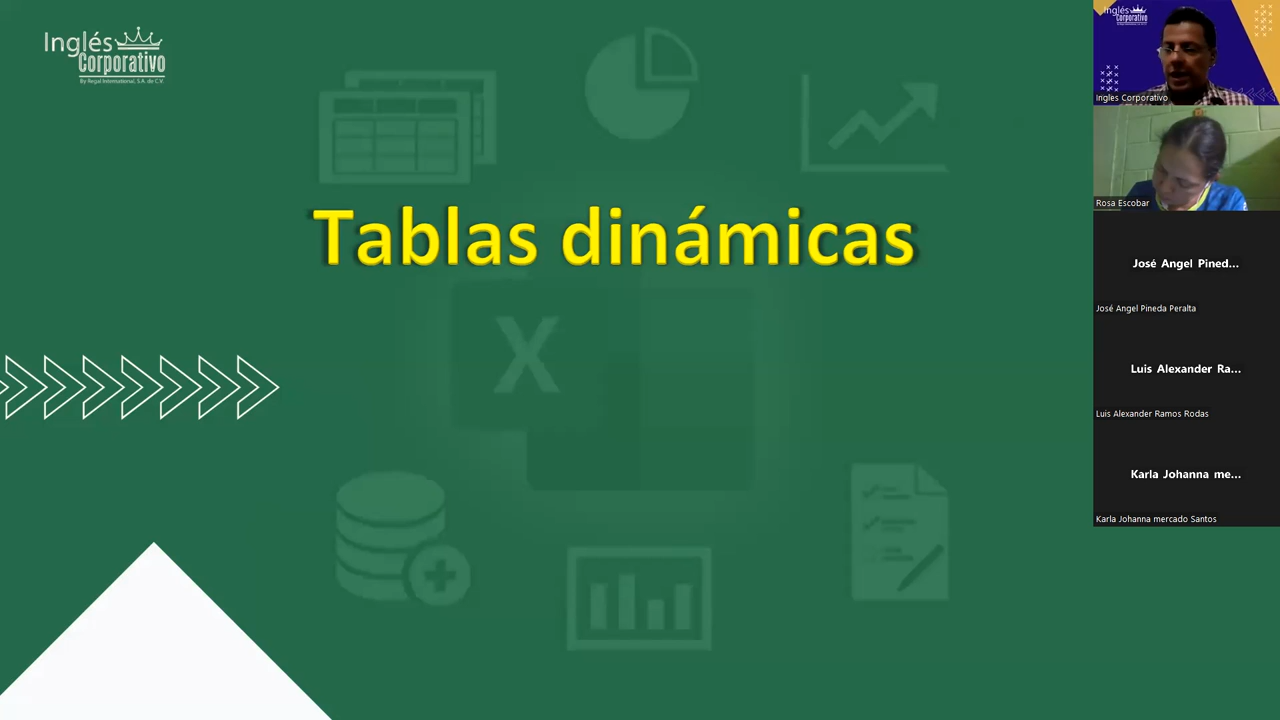 Inglés
Corporativo
By Regal International, S.A. de C.V.
Tablas dinámicas
X
Inglés
Corporativo
Ingles Corporativo
Rosa Escobar
José Angel Pined...
José Angel Pineda Peralta
Luis Alexander Ra...
Luis Alexander Ramos Rodas
Karla Johanna me...
Karla Johanna mercado Santos